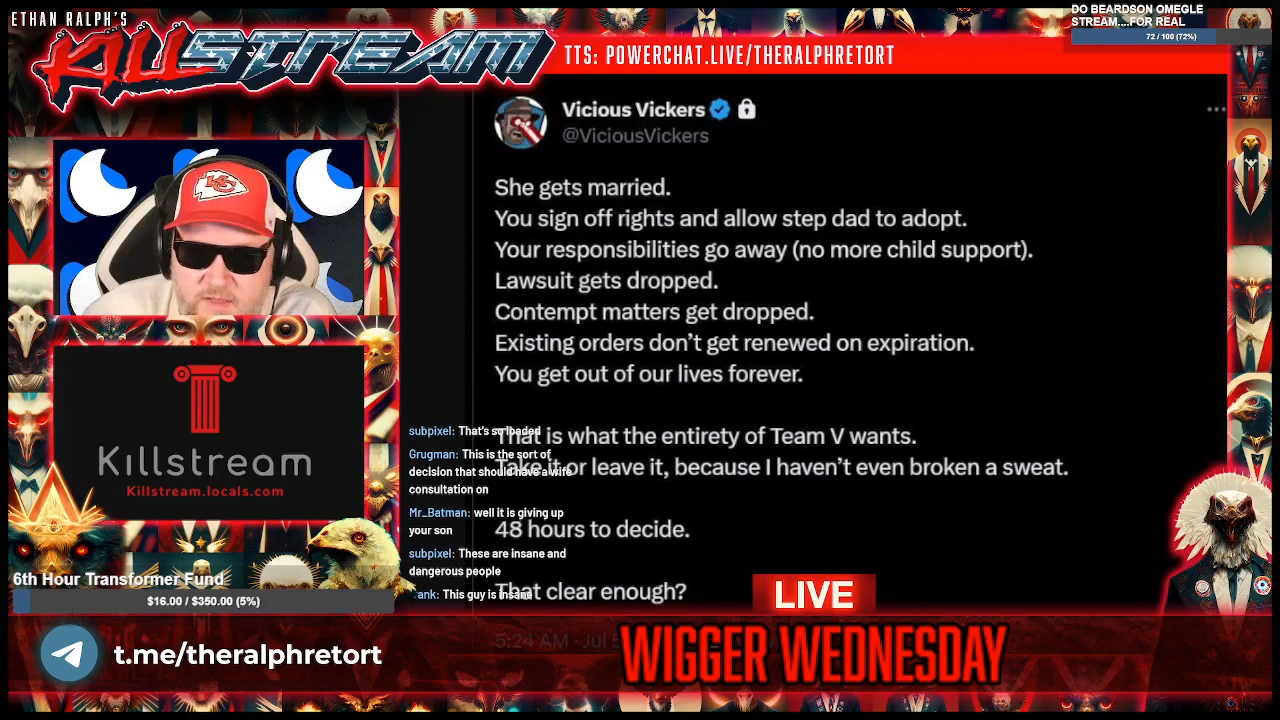 ETHAN RALPH'S
KILLSTREAM
TTS: POWERCHAT.LIVE/THERALPHRETORT
DO BEARDSON OMEGLE
STREAM...FOR REAL
72 / 100 (72%)
Vicious Vickers
@ViciousVickers
She gets married.
You sign off rights and allow step dad to adopt.
Your responsibilities go away (no more child support).
Lawsuit gets dropped.
Contempt matters get dropped.
Existing orders don't get renewed on expiration.
You get out of our lives forever.
That is what the entirety of Team V wants.
Take it or leave it, because I haven't even broken a sweat.
48 hours to decide.
That clear enough?
5:24 AM · Jul 5
KC
Killstream
Killstream.locals.com
subpixel: That's so loaded
Grugman: This is the sort of
decision that should have a wife
consultation on
Mr_Batman: well it is giving up
your son
subpixel: These are insane and
dangerous people
ank: This guy is insane
6th Hour Transformer Fund
$16.00 / $350.00 (5%)
t.me/theralphretort
LIVE
WIGGER WEDNESDAY